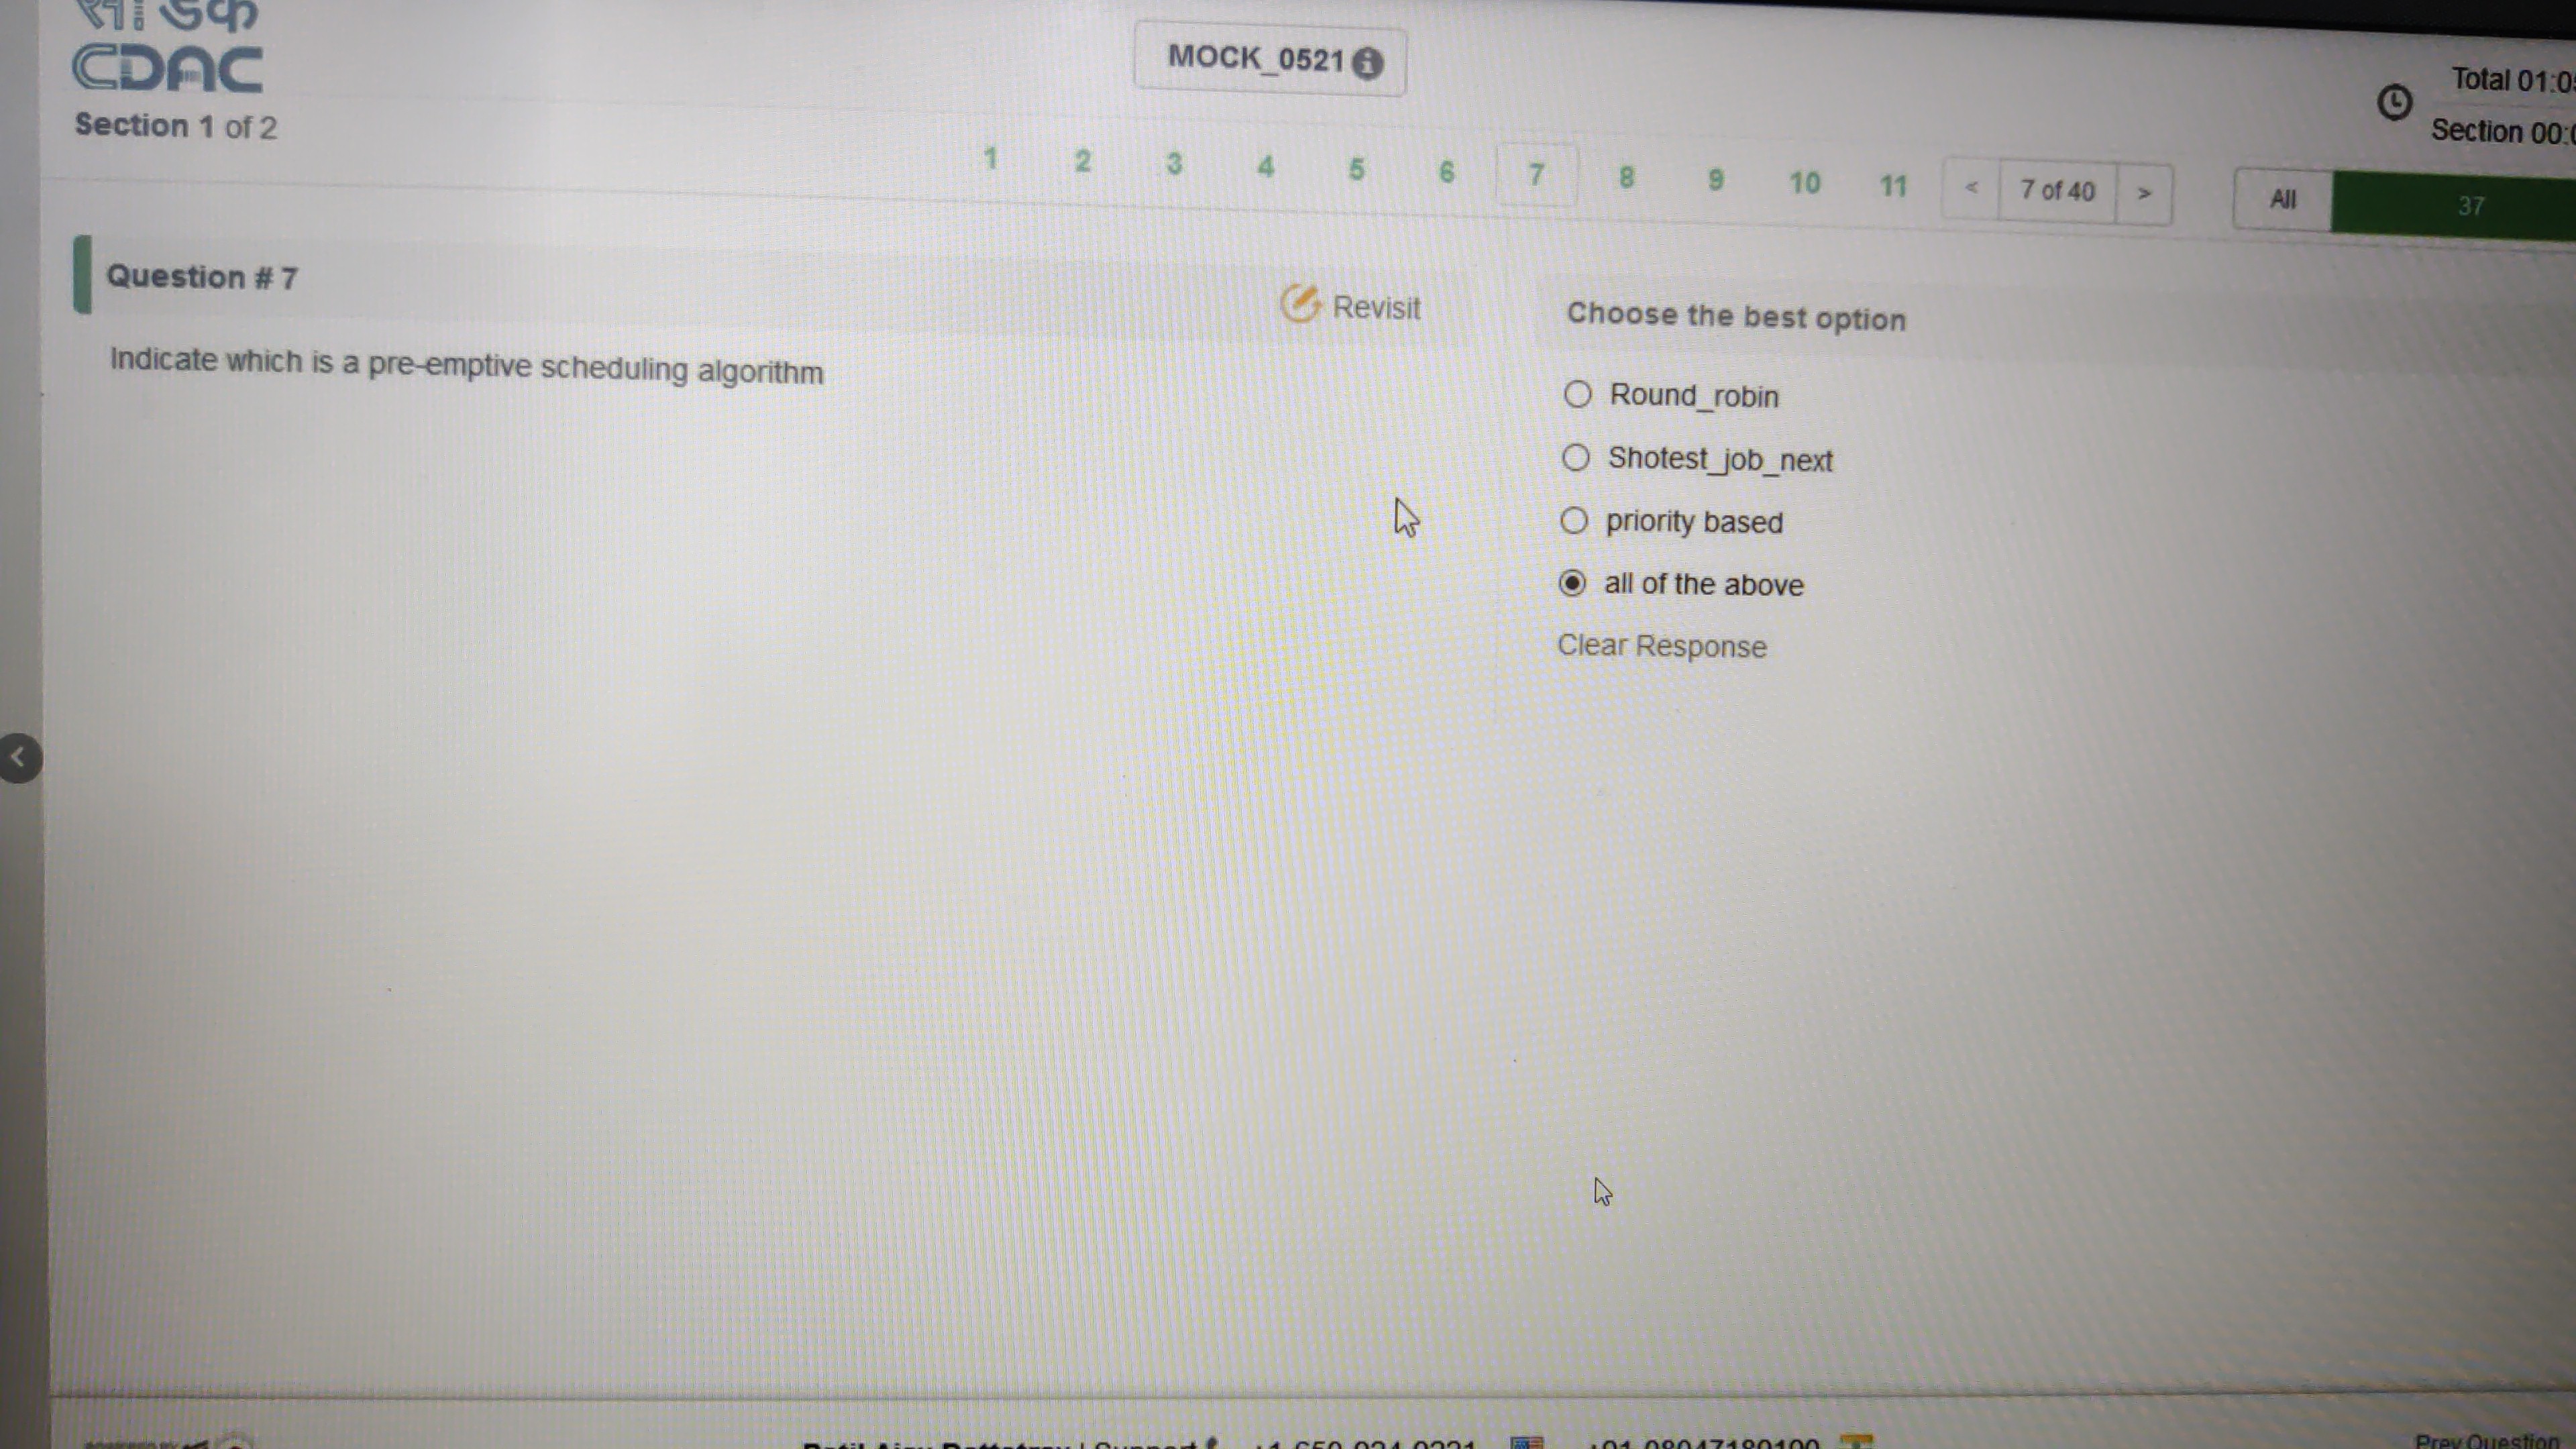 CDAC
MOCK_0521
Section 1 of 2
Total 01:0
Section 00:
1 2 3 4 5 6 7 8 9 10 11 < 7 of 40 > All 37
Question # 7
Revisit
Indicate which is a pre-emptive scheduling algorithm
Choose the best option
Round_robin
Shotest_job_next
priority based
all of the above
Clear Response
Prev Question